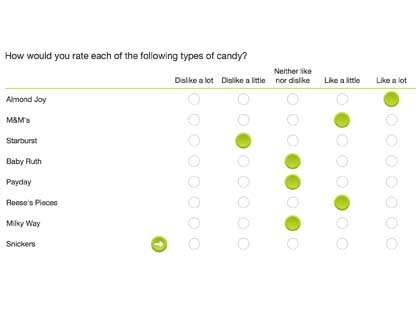 How would you rate each of the following types of candy?
Neither like
Dislike a lot Dislike a little nor dislike Like a little Like a lot
Almond Joy
M&M's
Starburst
Baby Ruth
Payday
Reese's Pieces
Milky Way
Snickers